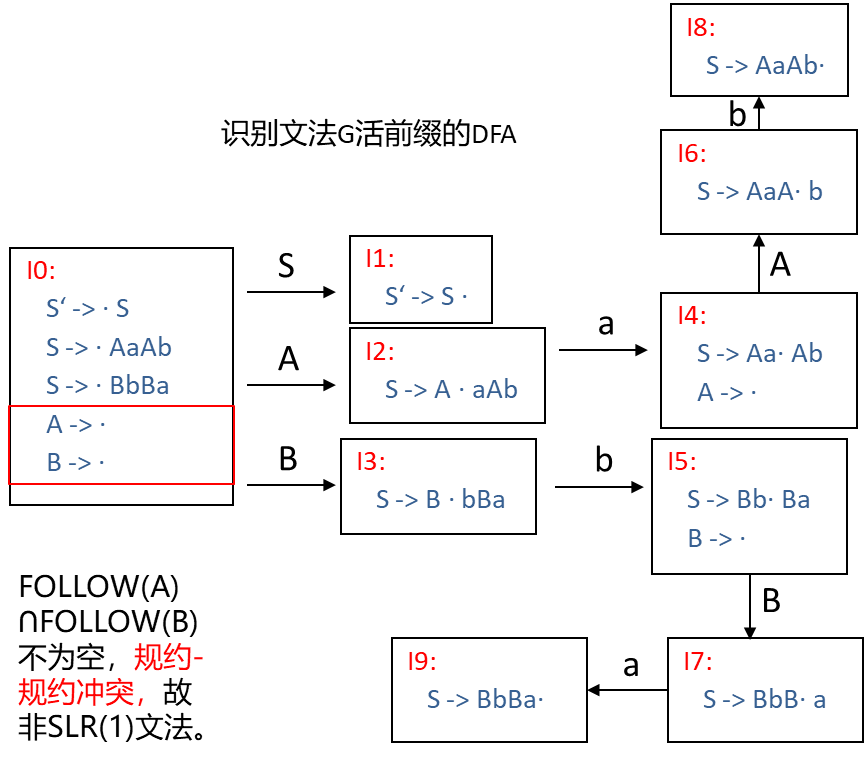 识别文法G活前缀的DFA
I8:
S -> AaAb·
b
I6:
S -> AaA· b
A
I0:
S‘ -> · S
S -> · AaAb
S -> · BbBa
A -> ·
B -> ·
S
I1:
S‘ -> S ·
A
I2:
S -> A · aAb
a
I4:
S -> Aa· Ab
A -> ·
B
I3:
S -> B · bBa
b
I5:
S -> Bb· Ba
B -> ·
B
I7:
S -> BbB· a
a
I9:
S -> BbBa·
FOLLOW(A)
∩FOLLOW(B)
不为空，规约-
规约冲突，故
非SLR(1)文法。